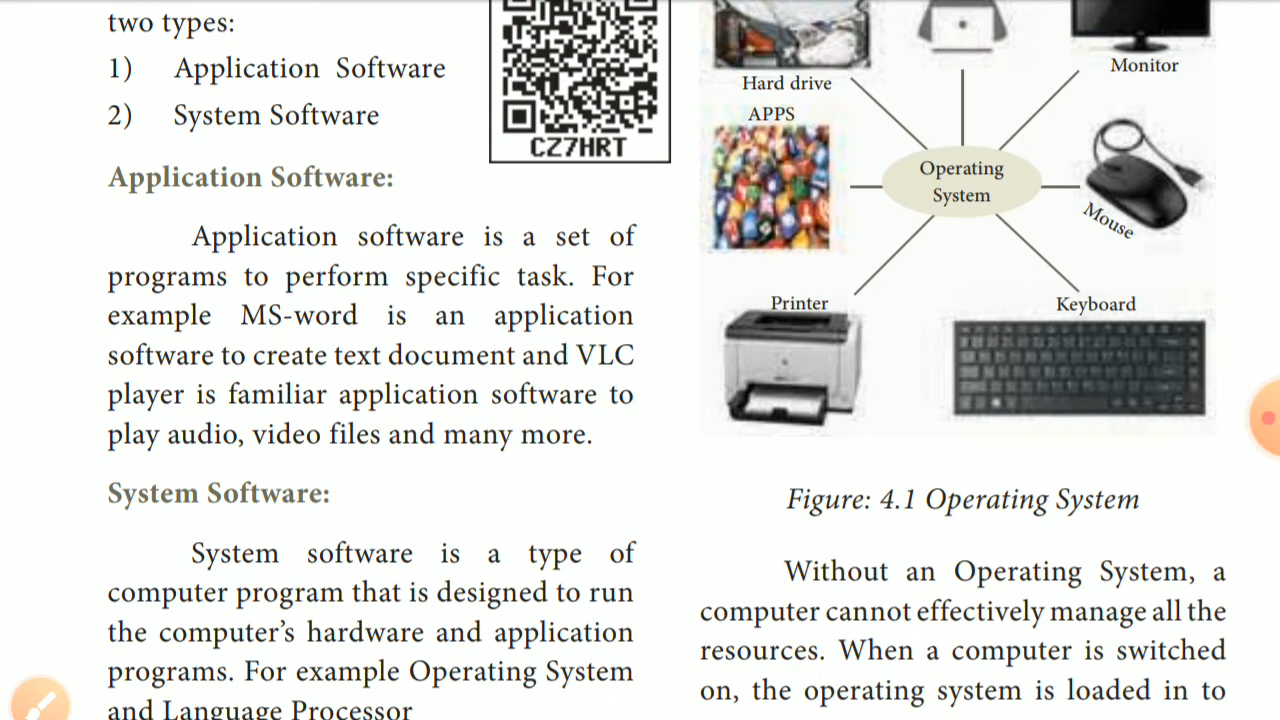 two types:
1) Application Software
2) System Software
CZ7HRT
Application Software:
Application software is a set of
programs to perform specific task. For
example MS-word is an application
software to create text document and VLC
player is familiar application software to
play audio, video files and many more.
System Software:
System software is a type of
computer program that is designed to run
the computer's hardware and application
programs. For example Operating System
and Language Processor
Hard drive
Monitor
APPS
Operating
System
Mouse
Printer
Keyboard
Figure: 4.1 Operating System
Without an Operating System, a
computer cannot effectively manage all the
resources. When a computer is switched
on, the operating system is loaded in to